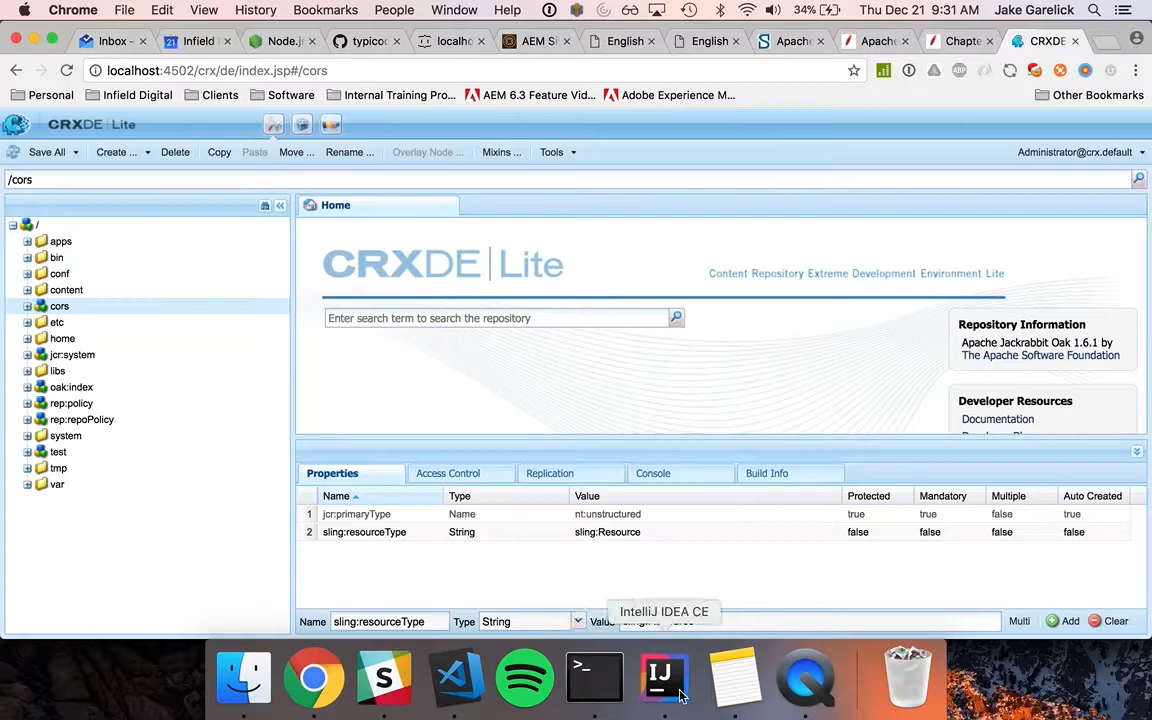 Chrome File Edit View History Bookmarks People Window Help 34% Thu Dec 21 9:31 AM Jake Garelick
Inbox – Infield Node.js typico localho AEM Si English English Apache Apache Chapte CRXDE
localhost:4502/crx/de/index.jsp#/cors
Personal Infield Digital Clients Software Internal Training Pro... AEM 6.3 Feature Vid... Adobe Experience M... Other Bookmarks
CRXDE | Lite
Save All Create ... Delete Copy Paste Move ... Rename ... Overlay Node ... Mixins ... Tools Administrator@crx.default
/cors
Home
/
apps
bin
conf
content
cors
etc
home
jcr:system
libs
oak:index
rep:policy
rep:repoPolicy
system
test
tmp
var
CRXDE | Lite
Content Repository Extreme Development Environment Lite
Enter search term to search the repository
Repository Information
Apache Jackrabbit Oak 1.6.1 by
The Apache Software Foundation
Developer Resources
Documentation
Properties Access Control Replication Console Build Info
Name Type Value Protected Mandatory Multiple Auto Created
1 jcr:primaryType Name nt:unstructured true true false true
2 sling:resourceType String sling:Resource false false false false
IntelliJ IDEA CE
Name sling:resourceType Type String Value Multi Add Clear
S >_ IJ